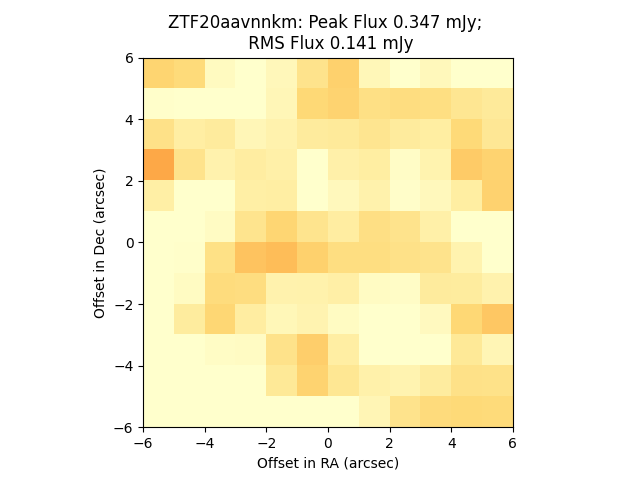 ZTF20aavnnkm: Peak Flux 0.347 mJy;
RMS Flux 0.141 mJy
6
4
2
0
−2
−4
−6
Offset in Dec (arcsec)
−6 −4 −2 0 2 4 6
Offset in RA (arcsec)